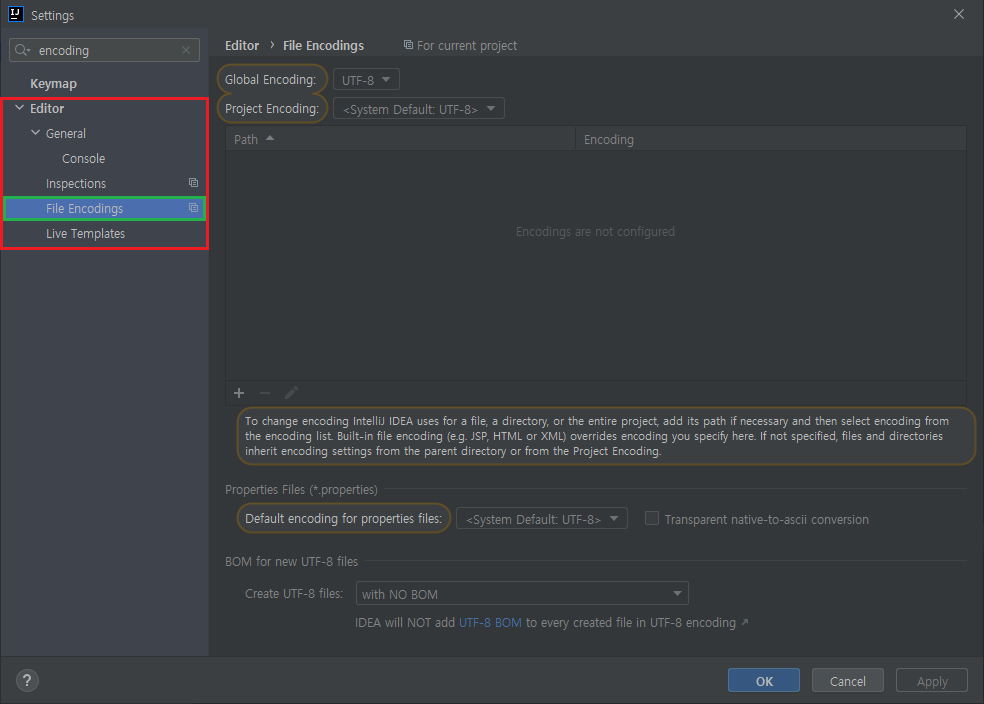 IJ
Settings
encoding
Keymap
Editor
General
Console
Inspections
File Encodings
Live Templates
Editor › File Encodings For current project
Global Encoding: UTF-8
Project Encoding: <System Default: UTF-8>
Path Encoding
Encodings are not configured
To change encoding IntelliJ IDEA uses for a file, a directory, or the entire project, add its path if necessary and then select encoding from
the encoding list. Built-in file encoding (e.g. JSP, HTML or XML) overrides encoding you specify here. If not specified, files and directories
inherit encoding settings from the parent directory or from the Project Encoding.
Properties Files (*.properties)
Default encoding for properties files: <System Default: UTF-8> Transparent native-to-ascii conversion
BOM for new UTF-8 files
Create UTF-8 files: with NO BOM
IDEA will NOT add UTF-8 BOM to every created file in UTF-8 encoding ↗
? OK Cancel Apply